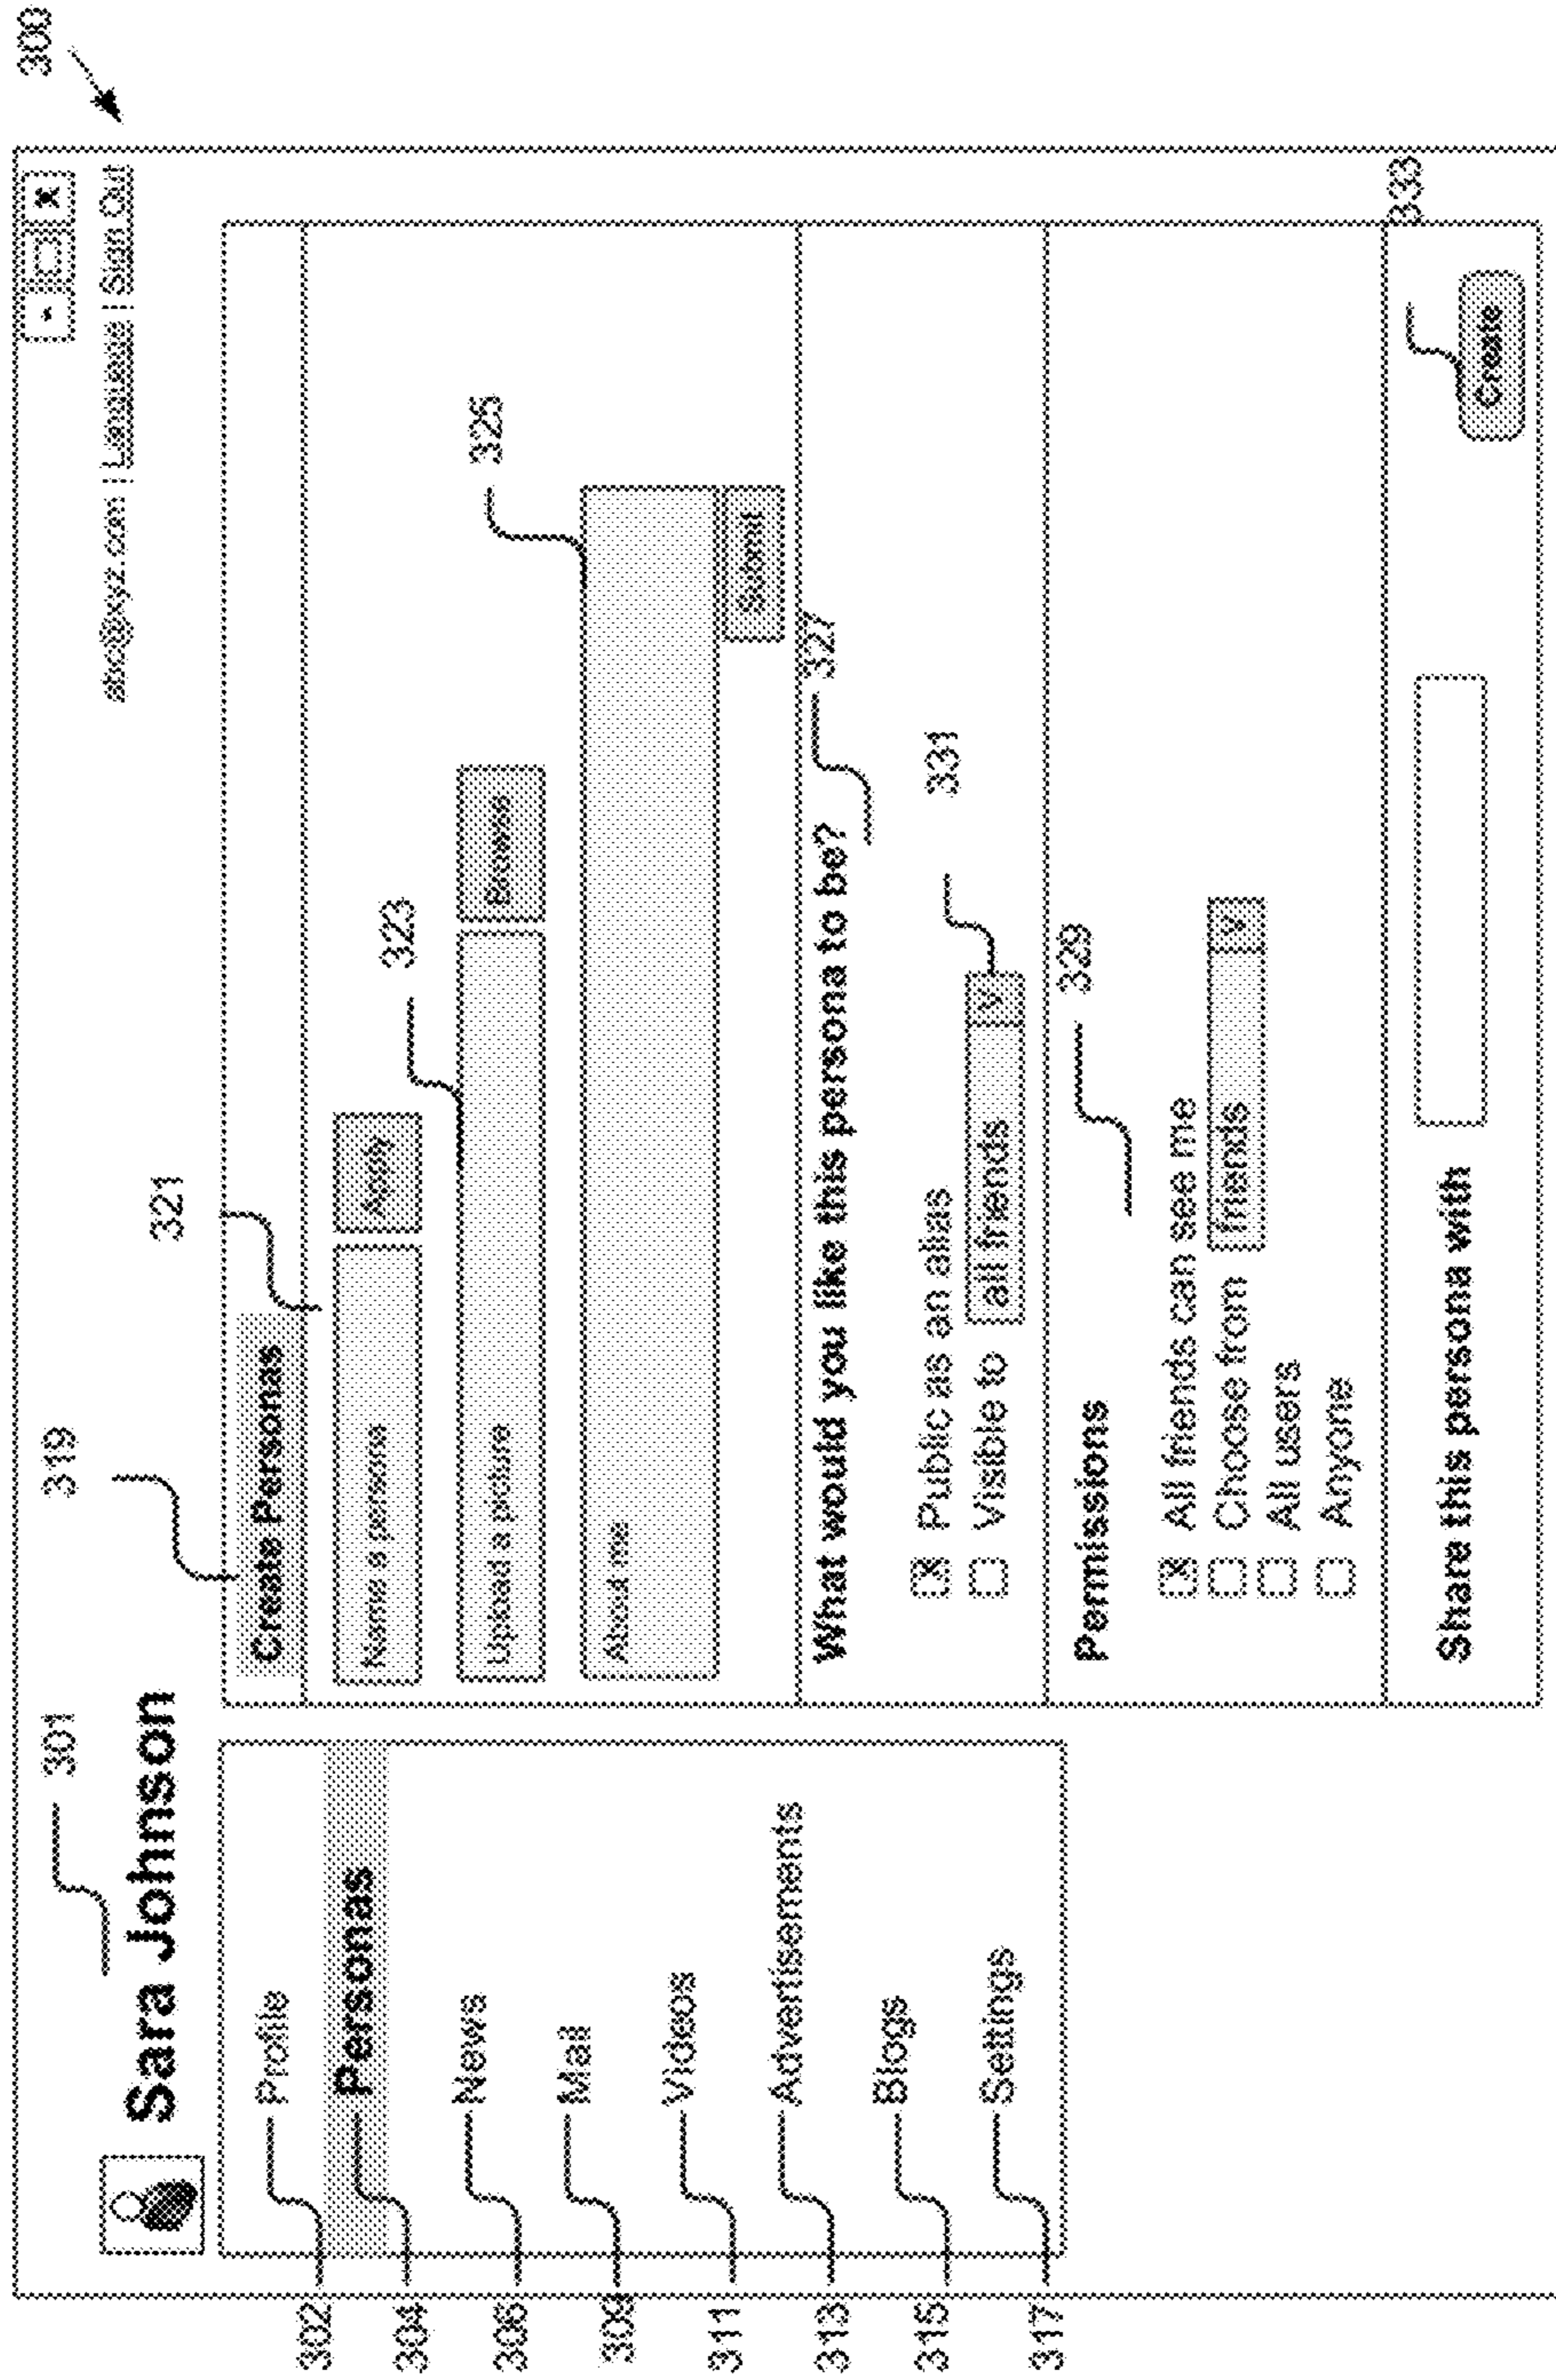 300
abc@xyz.com | Language | Sign Out
- x
301
Sara Johnson
302 Profile
304 Personas
306 News
309 Mail
311 Videos
313 Advertisements
315 Blogs
317 Settings
319
Create Personas
321
Name a persona Apply
323
Upload a picture Browse
325
About me
Submit
What would you like this persona to be? 327
x Public as an alias
331
Visible to all friends V
Permissions 329
x All friends can see me
Choose from friends V
All users
Anyone
333
Share this persona with Create